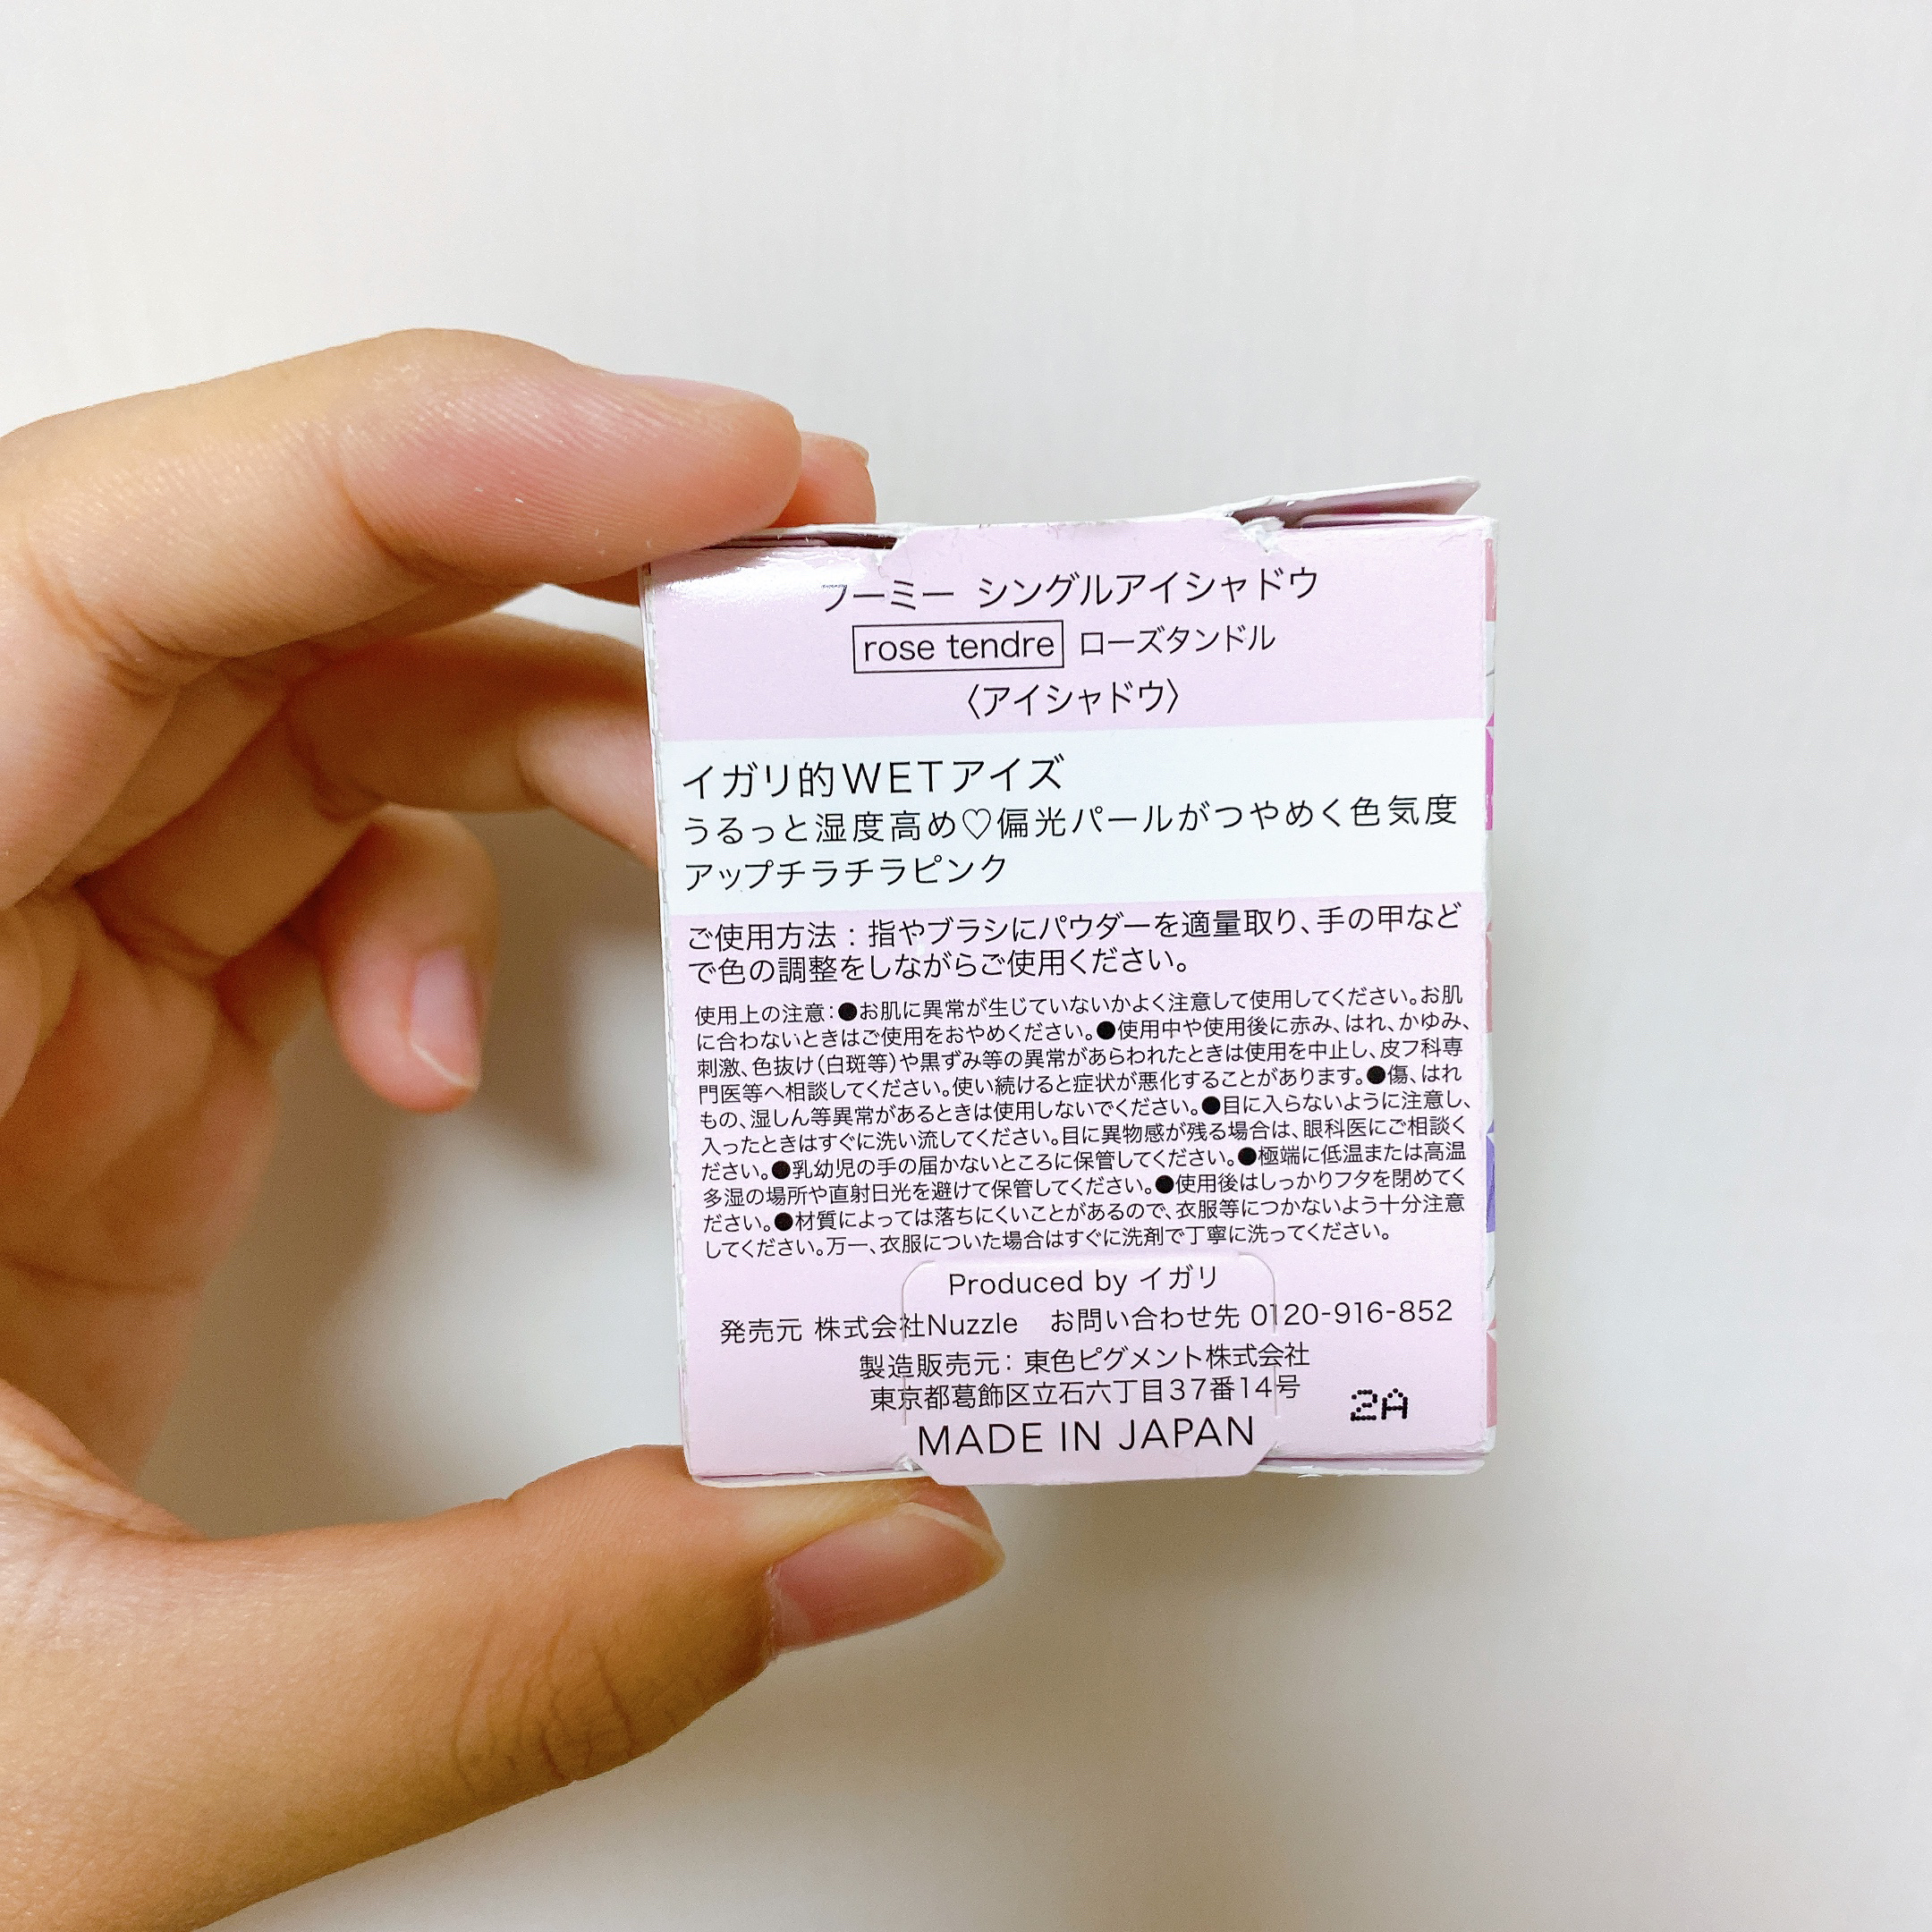 フーミー シングルアイシャドウ
rose tendre ローズタンドル
〈アイシャドウ〉
イガリ的WETアイズ
うるっと湿度高め♡偏光パールがつやめく色気度
アップチラチラピンク
ご使用方法：指やブラシにパウダーを適量取り、手の甲など
で色の調整をしながらご使用ください。
使用上の注意：●お肌に異常が生じていないかよく注意して使用してください。お肌
に合わないときはご使用をおやめください。●使用中や使用後に赤み、はれ、かゆみ、
刺激、色抜け（白斑等）や黒ずみ等の異常があらわれたときは使用を中止し、皮フ科専
門医等へ相談してください。使い続けると症状が悪化することがあります。●傷、はれ
もの、湿しん等異常があるときは使用しないでください。●目に入らないように注意し、
入ったときはすぐに洗い流してください。目に異物感が残る場合は、眼科医にご相談く
ださい。●乳幼児の手の届かないところに保管してください。●極端に低温または高温
多湿の場所や直射日光を避けて保管してください。●使用後はしっかりフタを閉めてく
ださい。●材質によっては落ちにくいことがあるので、衣服等につかないよう十分注意
してください。万一、衣服についた場合はすぐに洗剤で丁寧に洗ってください。
Produced by イガリ
発売元 株式会社Nuzzle お問い合わせ先 0120-916-852
製造販売元：東色ピグメント株式会社
東京都葛飾区立石六丁目37番14号
2A
MADE IN JAPAN